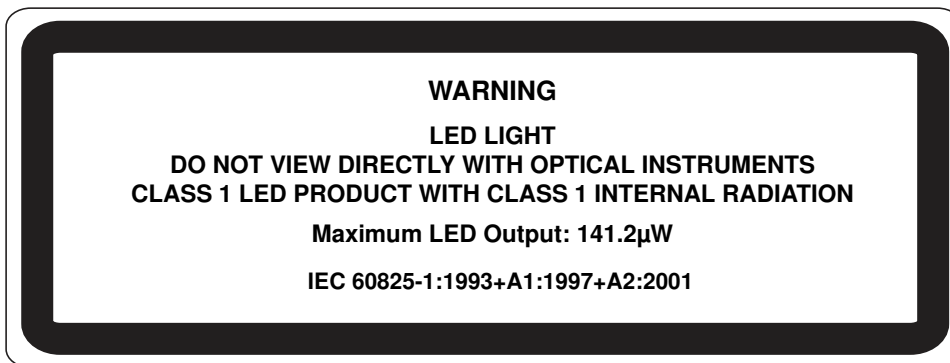 WARNING
LED LIGHT
DO NOT VIEW DIRECTLY WITH OPTICAL INSTRUMENTS
CLASS 1 LED PRODUCT WITH CLASS 1 INTERNAL RADIATION
Maximum LED Output: 141.2µW
IEC 60825-1:1993+A1:1997+A2:2001